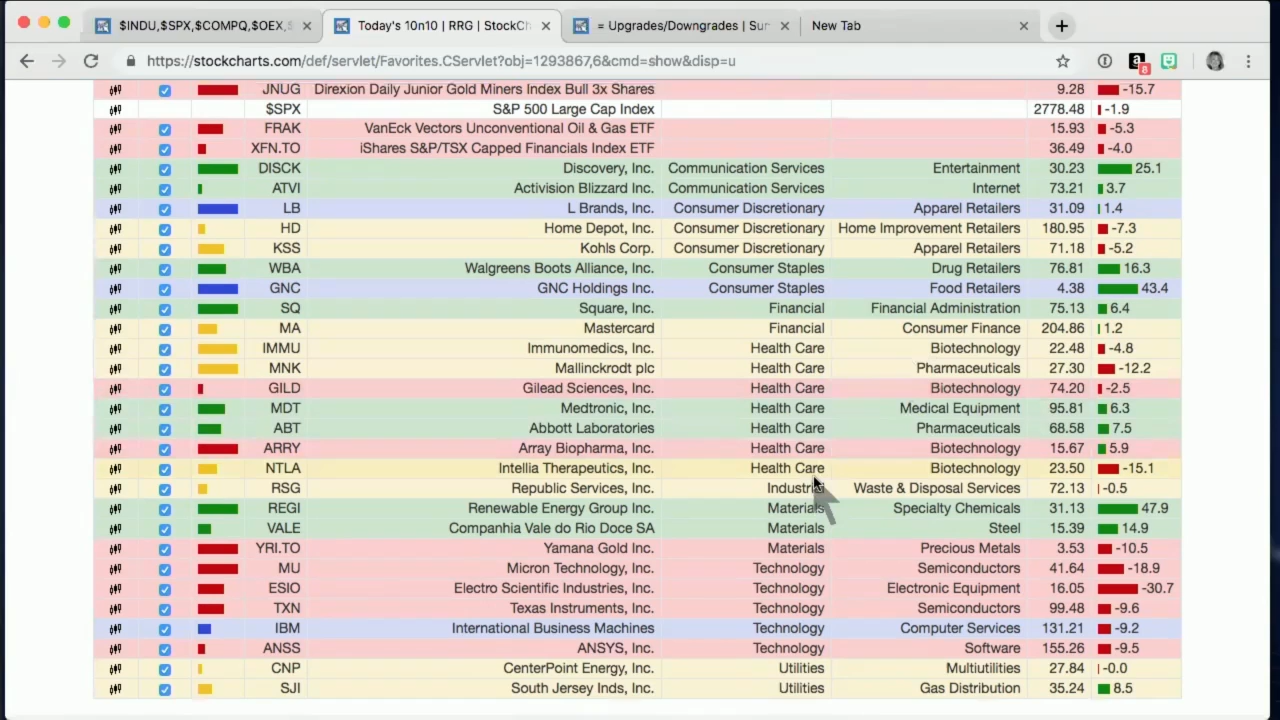 $INDU,$SPX,$COMPQ,$OEX,$ Today's 10n10 | RRG | StockCh = Upgrades/Downgrades | Sun New Tab
https://stockcharts.com/def/servlet/Favorites.CServlet?obj=1293867,6&cmd=show&disp=u 8
JNUG Direxion Daily Junior Gold Miners Index Bull 3x Shares 9.28 -15.7
$SPX S&P 500 Large Cap Index 2778.48 -1.9
FRAK VanEck Vectors Unconventional Oil & Gas ETF 15.93 -5.3
XFN.TO iShares S&P/TSX Capped Financials Index ETF 36.49 -4.0
DISCK Discovery, Inc. Communication Services Entertainment 30.23 25.1
ATVI Activision Blizzard Inc. Communication Services Internet 73.21 3.7
LB L Brands, Inc. Consumer Discretionary Apparel Retailers 31.09 1.4
HD Home Depot, Inc. Consumer Discretionary Home Improvement Retailers 180.95 -7.3
KSS Kohls Corp. Consumer Discretionary Apparel Retailers 71.18 -5.2
WBA Walgreens Boots Alliance, Inc. Consumer Staples Drug Retailers 76.81 16.3
GNC GNC Holdings Inc. Consumer Staples Food Retailers 4.38 43.4
SQ Square, Inc. Financial Financial Administration 75.13 6.4
MA Mastercard Financial Consumer Finance 204.86 1.2
IMMU Immunomedics, Inc. Health Care Biotechnology 22.48 -4.8
MNK Mallinckrodt plc Health Care Pharmaceuticals 27.30 -12.2
GILD Gilead Sciences, Inc. Health Care Biotechnology 74.20 -2.5
MDT Medtronic, Inc. Health Care Medical Equipment 95.81 6.3
ABT Abbott Laboratories Health Care Pharmaceuticals 68.58 7.5
ARRY Array Biopharma, Inc. Health Care Biotechnology 15.67 5.9
NTLA Intellia Therapeutics, Inc. Health Care Biotechnology 23.50 -15.1
RSG Republic Services, Inc. Industrial Waste & Disposal Services 72.13 -0.5
REGI Renewable Energy Group Inc. Materials Specialty Chemicals 31.13 47.9
VALE Companhia Vale do Rio Doce SA Materials Steel 15.39 14.9
YRI.TO Yamana Gold Inc. Materials Precious Metals 3.53 -10.5
MU Micron Technology, Inc. Technology Semiconductors 41.64 -18.9
ESIO Electro Scientific Industries, Inc. Technology Electronic Equipment 16.05 -30.7
TXN Texas Instruments, Inc. Technology Semiconductors 99.48 -9.6
IBM International Business Machines Technology Computer Services 131.21 -9.2
ANSS ANSYS, Inc. Technology Software 155.26 -9.5
CNP CenterPoint Energy, Inc. Utilities Multiutilities 27.84 -0.0
SJI South Jersey Inds, Inc. Utilities Gas Distribution 35.24 8.5